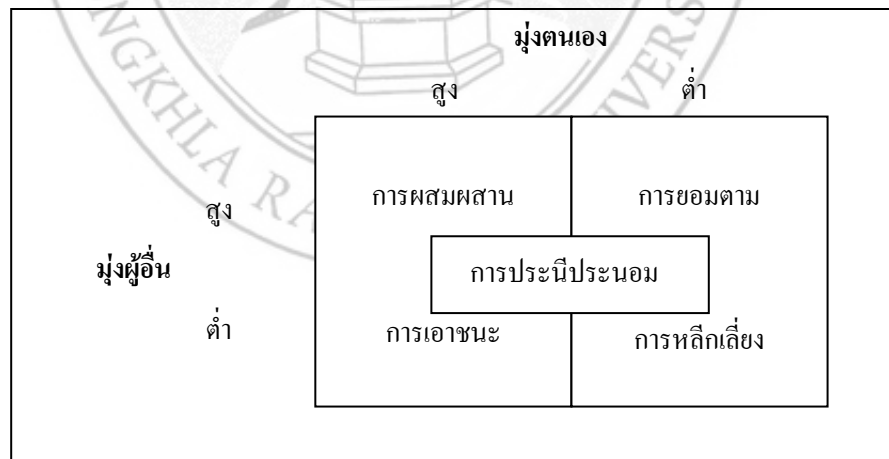 มุ่งตนเอง
สูง ต่ำ
การผสมผสาน การยอมตาม
สูง
มุ่งผู้อื่น การประนีประนอม
ต่ำ การเอาชนะ การหลีกเลี่ยง
NGKHLA RA
VERS